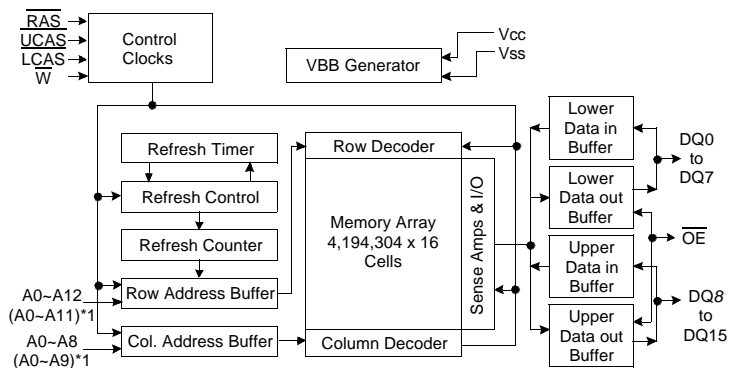 RAS
UCAS
LCAS
W
Control
Clocks
VBB Generator
Vcc
Vss
Refresh Timer
Refresh Control
Refresh Counter
Row Address Buffer
Col. Address Buffer
A0~A12
(A0~A11)*1
A0~A8
(A0~A9)*1
Row Decoder
Memory Array
4,194,304 x 16
Cells
Column Decoder
Sense Amps & I/O
Lower
Data in
Buffer
Lower
Data out
Buffer
Upper
Data in
Buffer
Upper
Data out
Buffer
DQ0
to
DQ7
OE
DQ8
to
DQ15